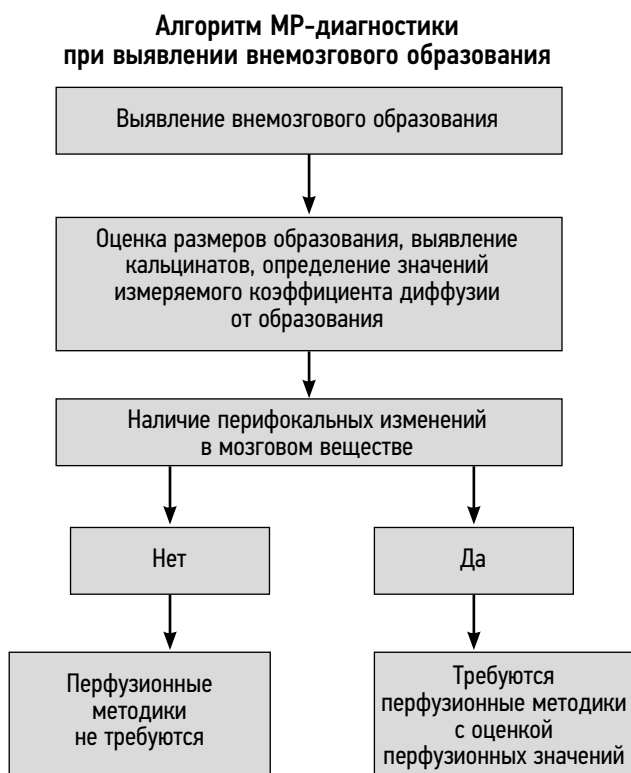 Алгоритм МР-диагностики
при выявлении внемозгового образования
Выявление внемозгового образования
Оценка размеров образования, выявление
кальцинатов, определение значений
измеряемого коэффициента диффузии
от образования
Наличие перифокальных изменений
в мозговом веществе
Нет
Да
Перфузионные
методики
не требуются
Требуются
перфузионные методики
с оценкой
перфузионных значений